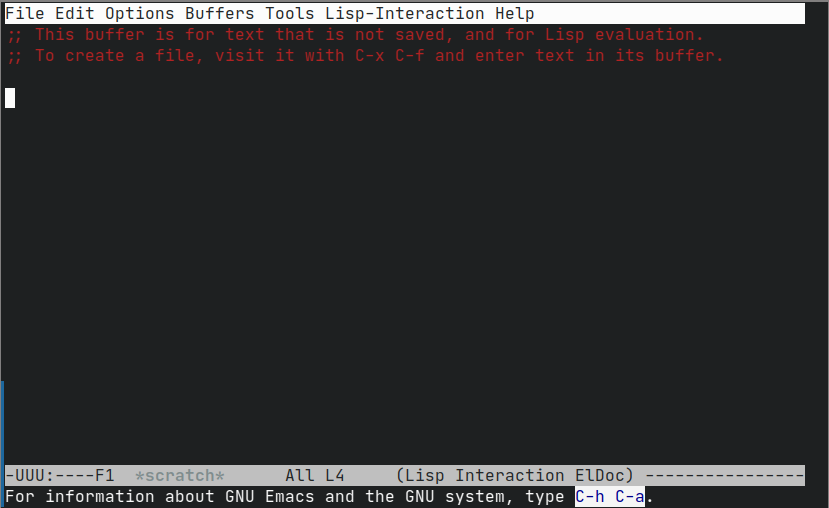 File Edit Options Buffers Tools Lisp-Interaction Help
;; This buffer is for text that is not saved, and for Lisp evaluation.
;; To create a file, visit it with C-x C-f and enter text in its buffer.
-UUU:----F1  *scratch*      All L4     (Lisp Interaction ElDoc) ----------------
For information about GNU Emacs and the GNU system, type C-h C-a.